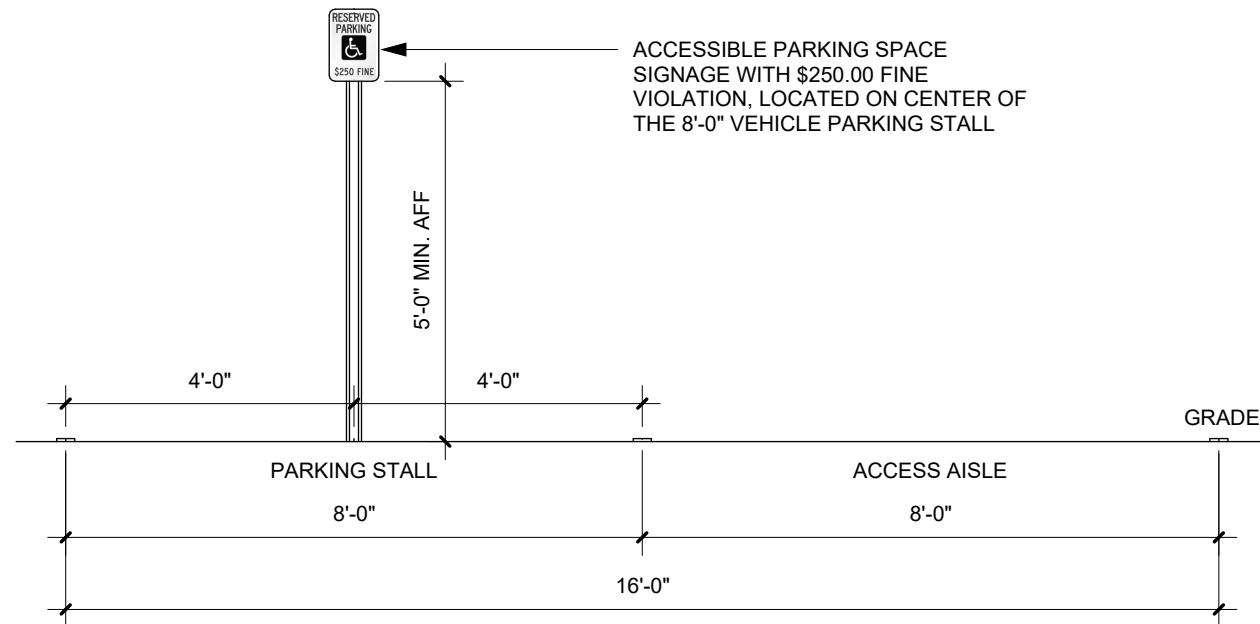 RESERVED
PARKING
$250 FINE
ACCESSIBLE PARKING SPACE
SIGNAGE WITH $250.00 FINE
VIOLATION, LOCATED ON CENTER OF
THE 8'-0" VEHICLE PARKING STALL
5'-0" MIN. AFF
4'-0"
4'-0"
GRADE
PARKING STALL
ACCESS AISLE
8'-0"
8'-0"
16'-0"